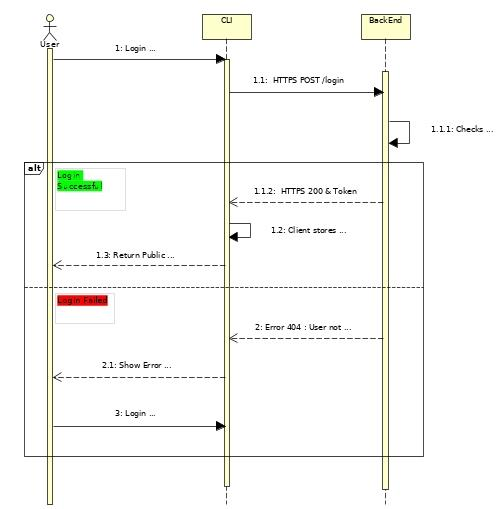 User
CLI
BackEnd
1: Login ...
1.1: HTTPS POST /login
1.1.1: Checks ...
alt
Login
Successful
1.1.2: HTTPS 200 & Token
1.2: Client stores ...
1.3: Return Public ...
Login Failed
2: Error 404 : User not ...
2.1: Show Error ...
3: Login ...